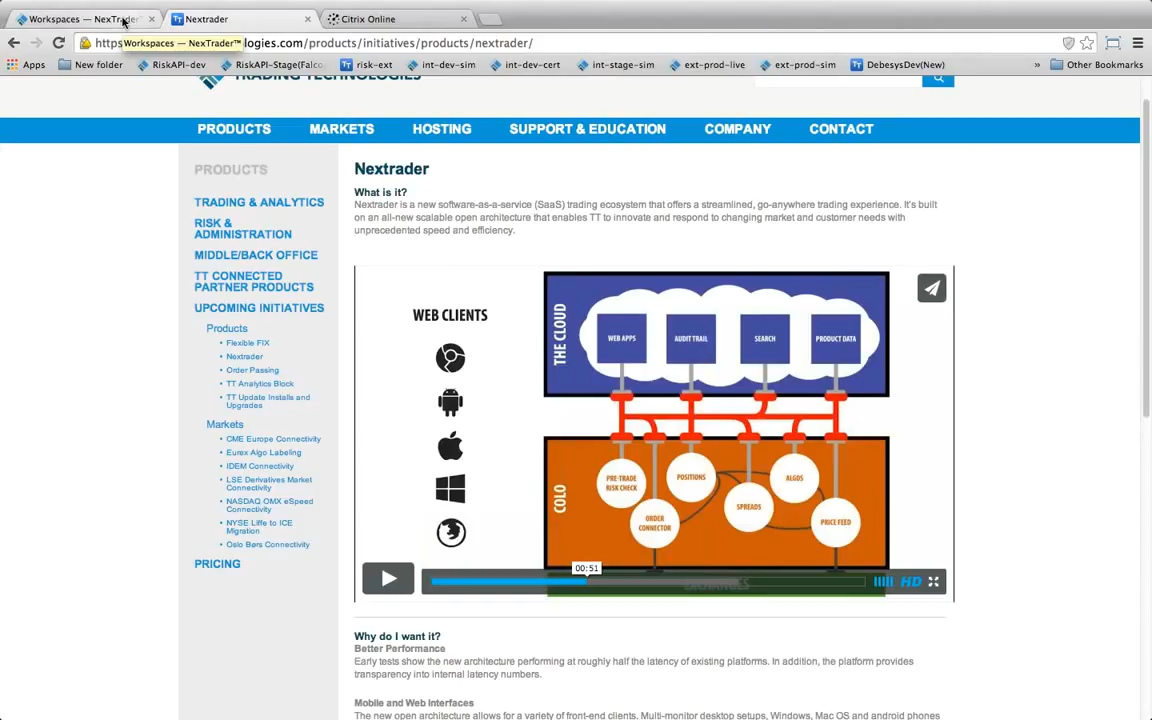 Workspaces — NexTrader
Nextrader
Citrix Online
https
Workspaces — NexTrader™
logies.com/products/initiatives/products/nextrader/
Apps
New folder
RiskAPI-dev
RiskAPI-Stage(Falco
risk-ext
int-dev-sim
int-dev-cert
int-stage-sim
ext-prod-live
ext-prod-sim
DebesysDev(New)
»
Other Bookmarks
TRADING TECHNOLOGIES
PRODUCTS
MARKETS
HOSTING
SUPPORT & EDUCATION
COMPANY
CONTACT
PRODUCTS
TRADING & ANALYTICS
RISK &
ADMINISTRATION
MIDDLE/BACK OFFICE
TT CONNECTED
PARTNER PRODUCTS
UPCOMING INITIATIVES
Products
• Flexible FIX
• Nextrader
• Order Passing
• TT Analytics Block
• TT Update Installs and
Upgrades
Markets
• CME Europe Connectivity
• Eurex Algo Labeling
• IDEM Connectivity
• LSE Derivatives Market
Connectivity
• NASDAQ OMX eSpeed
Connectivity
• NYSE Liffe to ICE
Migration
• Oslo Børs Connectivity
PRICING
Nextrader
What is it?
Nextrader is a new software-as-a-service (SaaS) trading ecosystem that offers a streamlined, go-anywhere trading experience. It's built
on an all-new scalable open architecture that enables TT to innovate and respond to changing market and customer needs with
unprecedented speed and efficiency.
WEB CLIENTS
THE CLOUD
WEB APPS
AUDIT TRAIL
SEARCH
PRODUCT DATA
COLO
PRE-TRADE
RISK CHECK
ORDER
CONNECTOR
POSITIONS
SPREADS
ALGOS
PRICE FEED
EXCHANGES
00:51
HD
Why do I want it?
Better Performance
Early tests show the new architecture performing at roughly half the latency of existing platforms. In addition, the platform provides
transparency into internal latency numbers.
Mobile and Web Interfaces
The new open architecture allows for a variety of front-end clients. Multi-monitor desktop setups, Windows, Mac OS and android phones